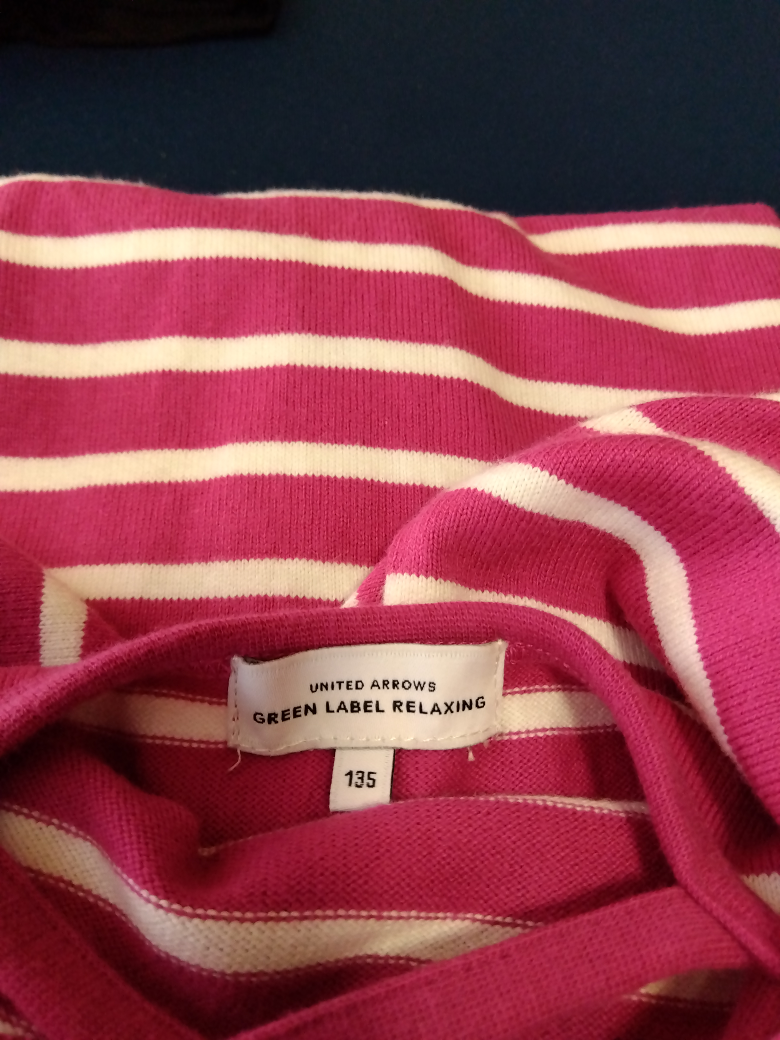 UNITED ARROWS
GREEN LABEL RELAXING
135